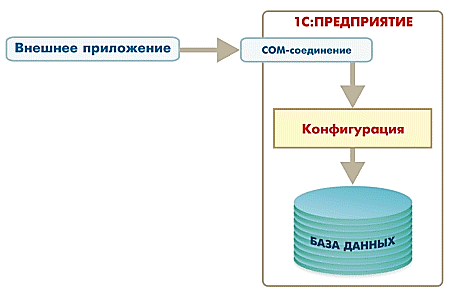 1С:ПРЕДПРИЯТИЕ
Внешнее приложение
COM-соединение
Конфигурация
БАЗА ДАННЫХ